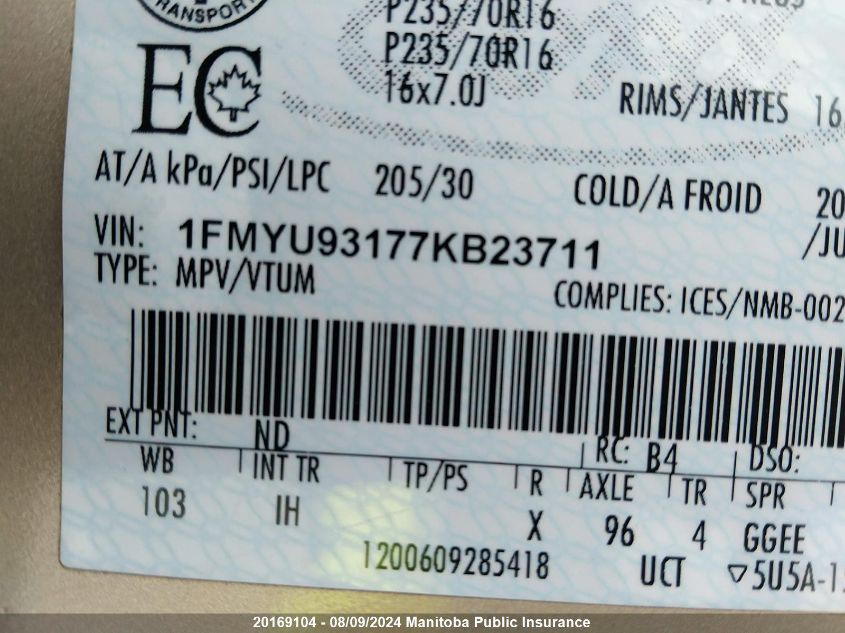 TRANSPORT
P235/70R16
P235/70R16
16x7.0J
EC
RIMS/JANTES 16
AT/A kPa/PSI/LPC 205/30 COLD/A FROID 20
VIN: 1FMYU93177KB23711
/JU
TYPE: MPV/VTUM
COMPLIES: ICES/NMB-002
EXT PNT: ND RC: B4 DSO:
WB INT TR TP/PS R AXLE TR SPR
103 IH X 96 4 GGEE
1200609285418 UCT ▽5U5A-1
20169104 - 08/09/2024 Manitoba Public Insurance